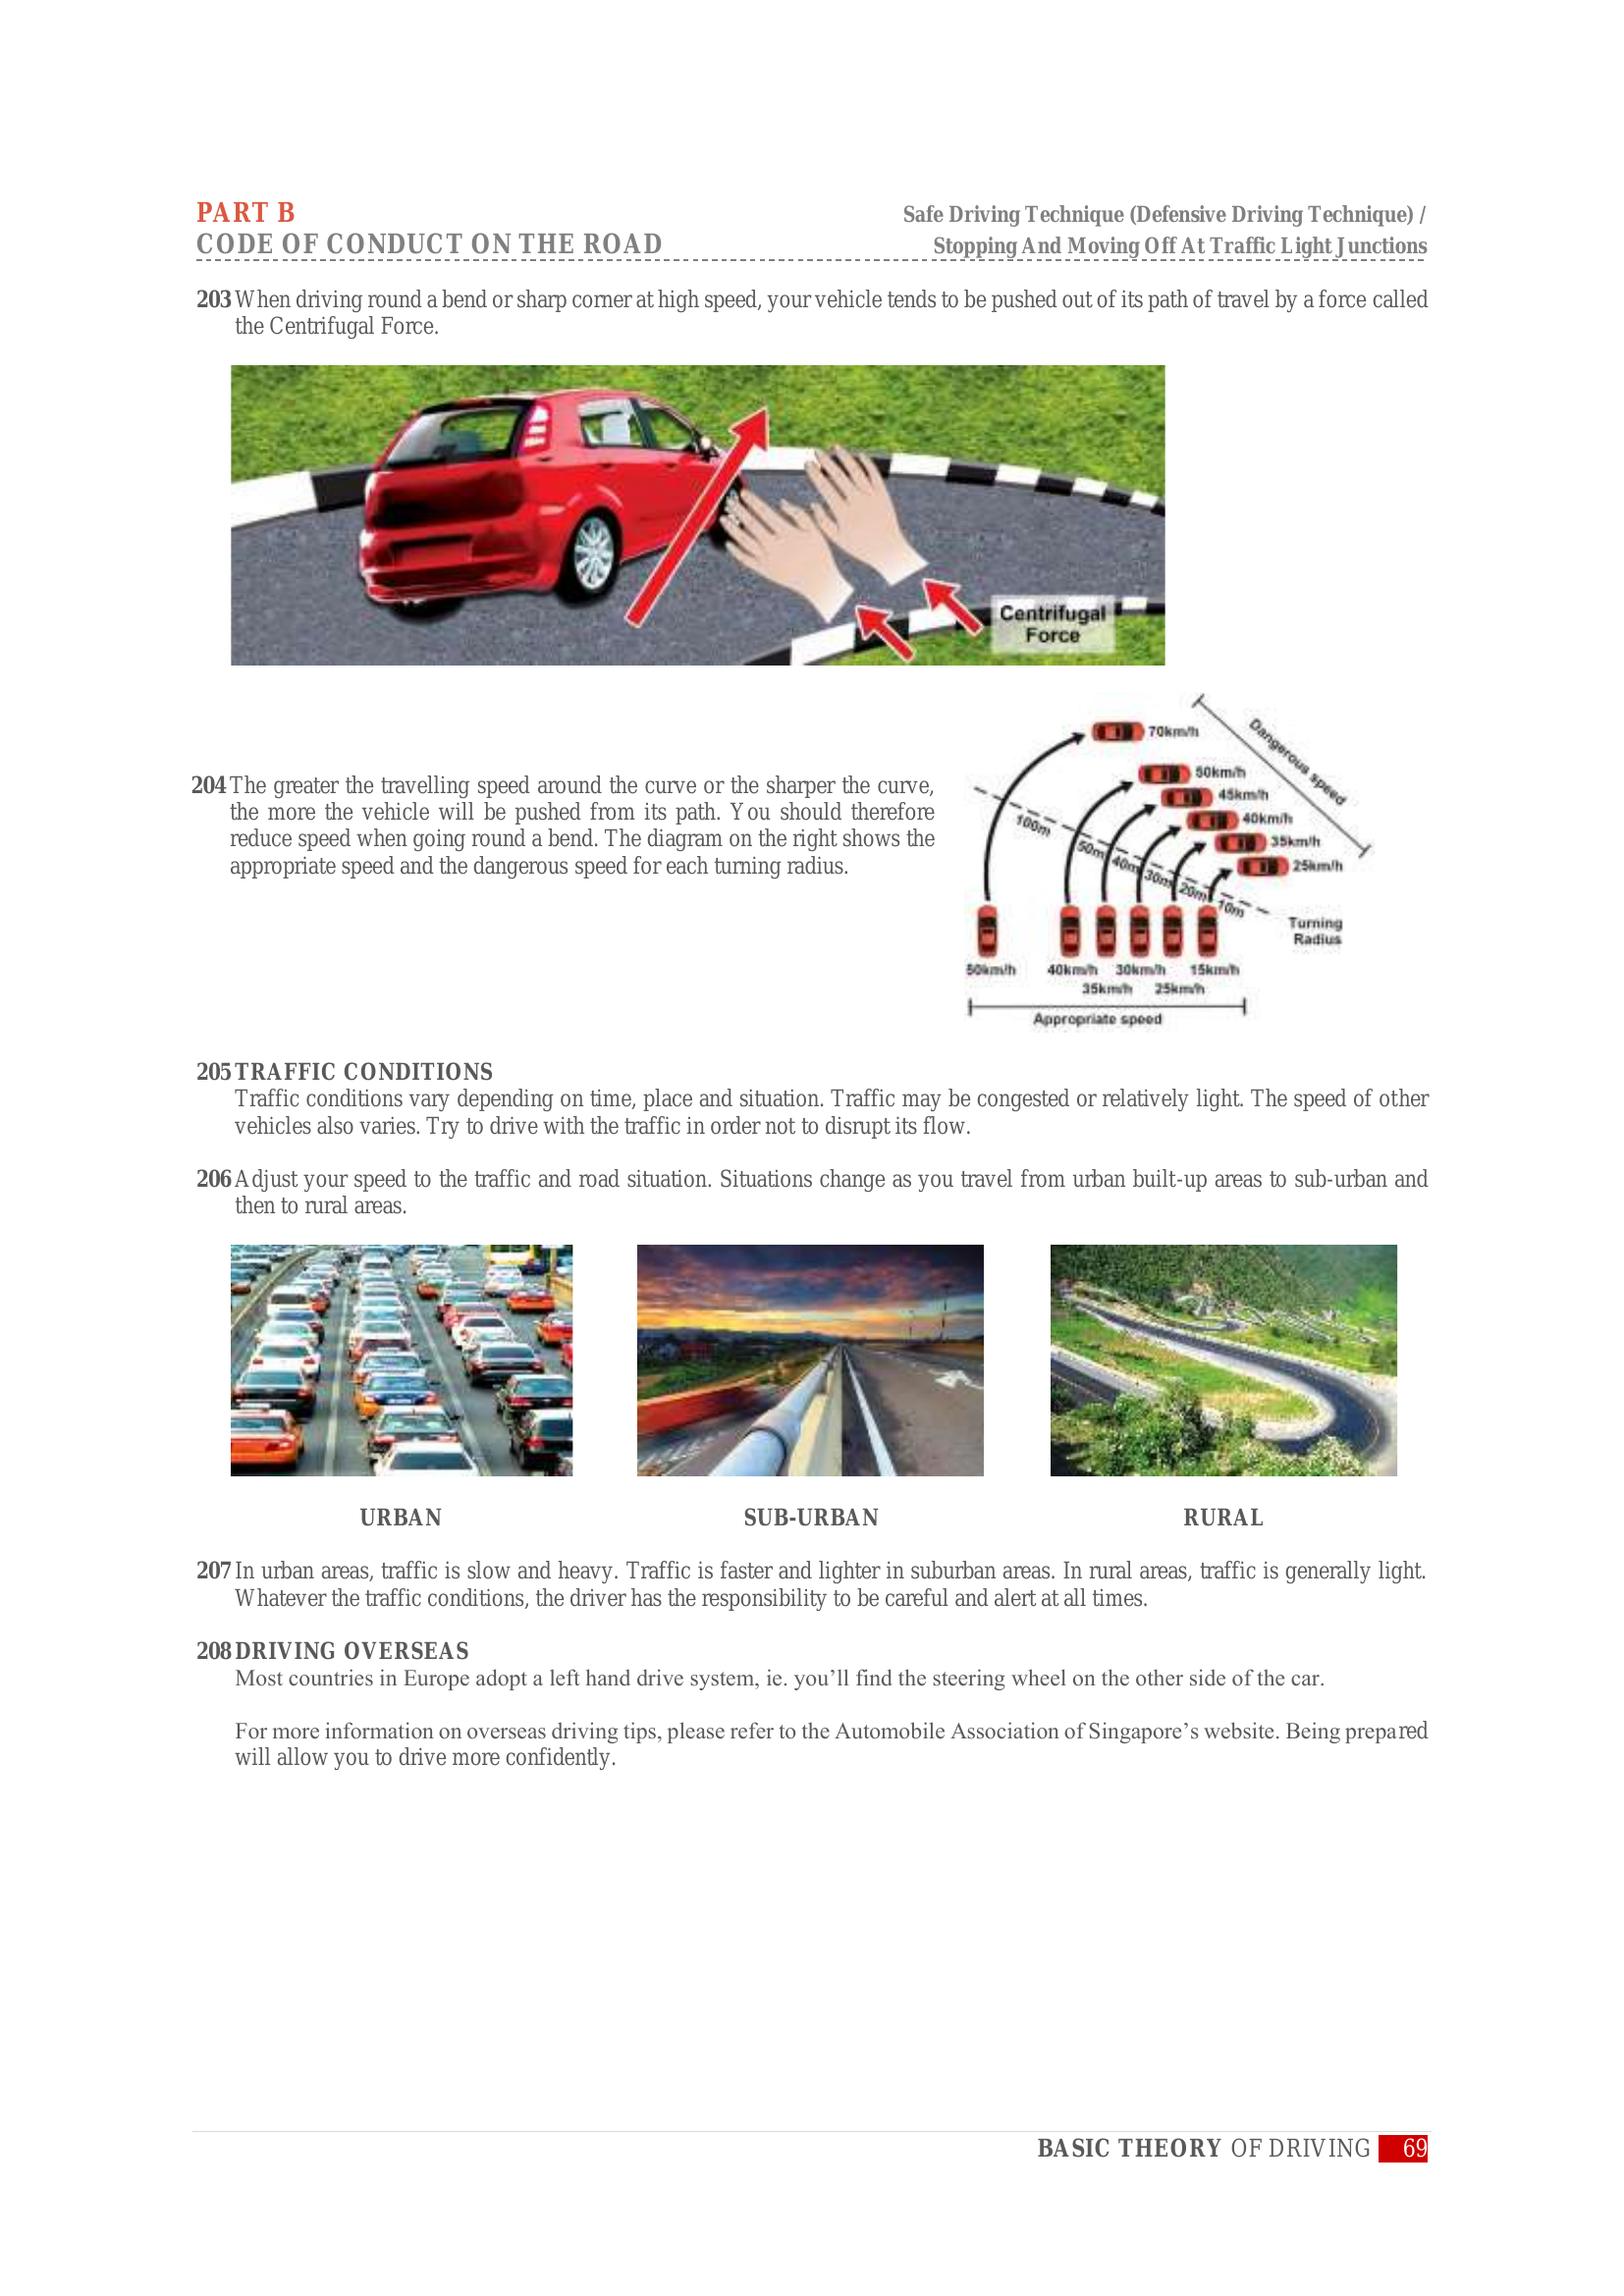 PART B
CODE OF CONDUCT ON THE ROAD
Safe Driving Technique (Defensive Driving Technique) /
Stopping And Moving Off At Traffic Light Junctions
203 When driving round a bend or sharp corner at high speed, your vehicle tends to be pushed out of its path of travel by a force called
the Centrifugal Force.
Centrifugal
Force
204 The greater the travelling speed around the curve or the sharper the curve,
the more the vehicle will be pushed from its path. You should therefore
reduce speed when going round a bend. The diagram on the right shows the
appropriate speed and the dangerous speed for each turning radius.
Dangerous speed
70km/h
50km/h
45km/h
40km/h
35km/h
25km/h
100m
50m
40m
30m
20m
10m
Turning
Radius
50km/h
40km/h
30km/h
15km/h
35km/h
25km/h
Appropriate speed
205 TRAFFIC CONDITIONS
Traffic conditions vary depending on time, place and situation. Traffic may be congested or relatively light. The speed of other
vehicles also varies. Try to drive with the traffic in order not to disrupt its flow.
206 Adjust your speed to the traffic and road situation. Situations change as you travel from urban built-up areas to sub-urban and
then to rural areas.
URBAN
SUB-URBAN
RURAL
207 In urban areas, traffic is slow and heavy. Traffic is faster and lighter in suburban areas. In rural areas, traffic is generally light.
Whatever the traffic conditions, the driver has the responsibility to be careful and alert at all times.
208 DRIVING OVERSEAS
Most countries in Europe adopt a left hand drive system, ie. you’ll find the steering wheel on the other side of the car.
For more information on overseas driving tips, please refer to the Automobile Association of Singapore’s website. Being prepared
will allow you to drive more confidently.
BASIC THEORY OF DRIVING 69